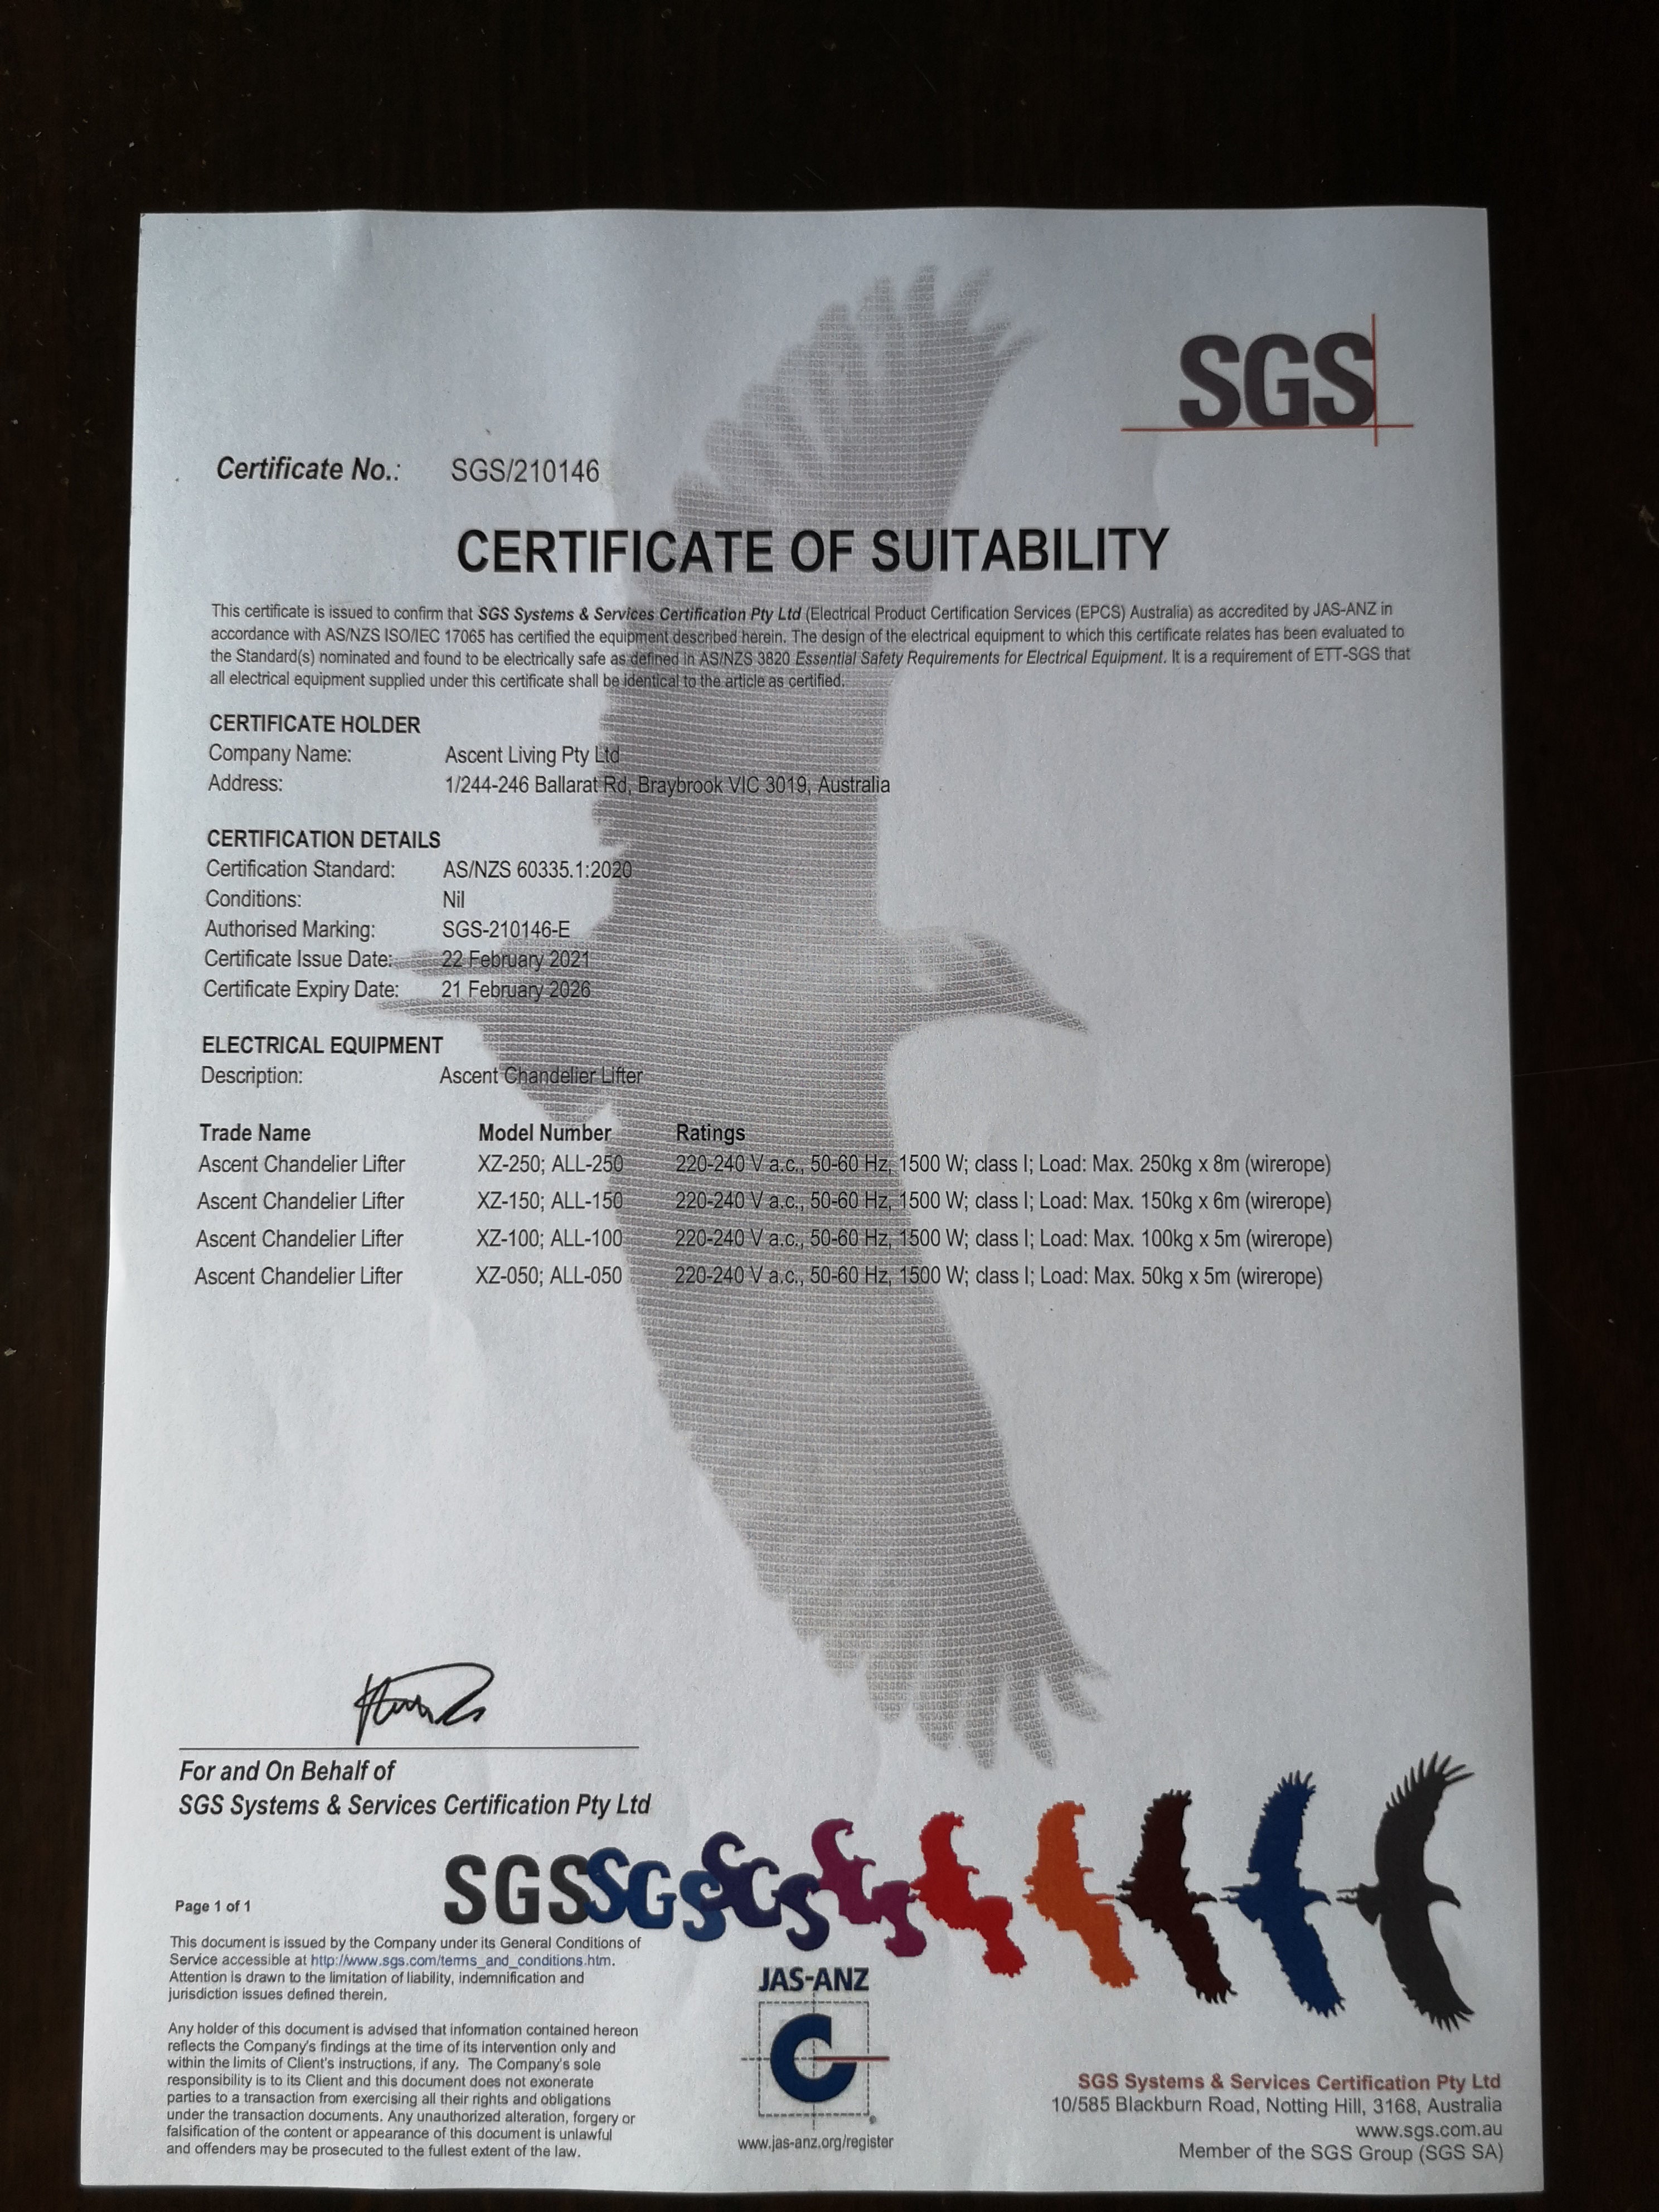 SGS
Certificate No.: SGS/210146
CERTIFICATE OF SUITABILITY
This certificate is issued to confirm that SGS Systems & Services Certification Pty Ltd (Electrical Product Certification Services (EPCS) Australia) as accredited by JAS-ANZ in
accordance with AS/NZS ISO/IEC 17065 has certified the equipment described herein. The design of the electrical equipment to which this certificate relates has been evaluated to
the Standard(s) nominated and found to be electrically safe as defined in AS/NZS 3820 Essential Safety Requirements for Electrical Equipment. It is a requirement of ETT-SGS that
all electrical equipment supplied under this certificate shall be identical to the article as certified.
CERTIFICATE HOLDER
Company Name: Ascent Living Pty Ltd
Address: 1/244-246 Ballarat Rd, Braybrook VIC 3019, Australia
CERTIFICATION DETAILS
Certification Standard: AS/NZS 60335.1:2020
Conditions: Nil
Authorised Marking: SGS-210146-E
Certificate Issue Date: 22 February 2021
Certificate Expiry Date: 21 February 2026
ELECTRICAL EQUIPMENT
Description: Ascent Chandelier Lifter
Trade Name Model Number Ratings
Ascent Chandelier Lifter XZ-250; ALL-250 220-240 V a.c., 50-60 Hz, 1500 W; class I; Load: Max. 250kg x 8m (wirerope)
Ascent Chandelier Lifter XZ-150; ALL-150 220-240 V a.c., 50-60 Hz, 1500 W; class I; Load: Max. 150kg x 6m (wirerope)
Ascent Chandelier Lifter XZ-100; ALL-100 220-240 V a.c., 50-60 Hz, 1500 W; class I; Load: Max. 100kg x 5m (wirerope)
Ascent Chandelier Lifter XZ-050; ALL-050 220-240 V a.c., 50-60 Hz, 1500 W; class I; Load: Max. 50kg x 5m (wirerope)
For and On Behalf of
SGS Systems & Services Certification Pty Ltd
SGS SGS SGS SGS
Page 1 of 1
This document is issued by the Company under its General Conditions of
Service accessible at http://www.sgs.com/terms_and_conditions.htm.
Attention is drawn to the limitation of liability, indemnification and
jurisdiction issues defined therein.
Any holder of this document is advised that information contained hereon
reflects the Company's findings at the time of its intervention only and
within the limits of Client's instructions, if any. The Company's sole
responsibility is to its Client and this document does not exonerate
parties to a transaction from exercising all their rights and obligations
under the transaction documents. Any unauthorized alteration, forgery or
falsification of the content or appearance of this document is unlawful
and offenders may be prosecuted to the fullest extent of the law.
JAS-ANZ
www.jas-anz.org/register
SGS Systems & Services Certification Pty Ltd
10/585 Blackburn Road, Notting Hill, 3168, Australia
www.sgs.com.au
Member of the SGS Group (SGS SA)